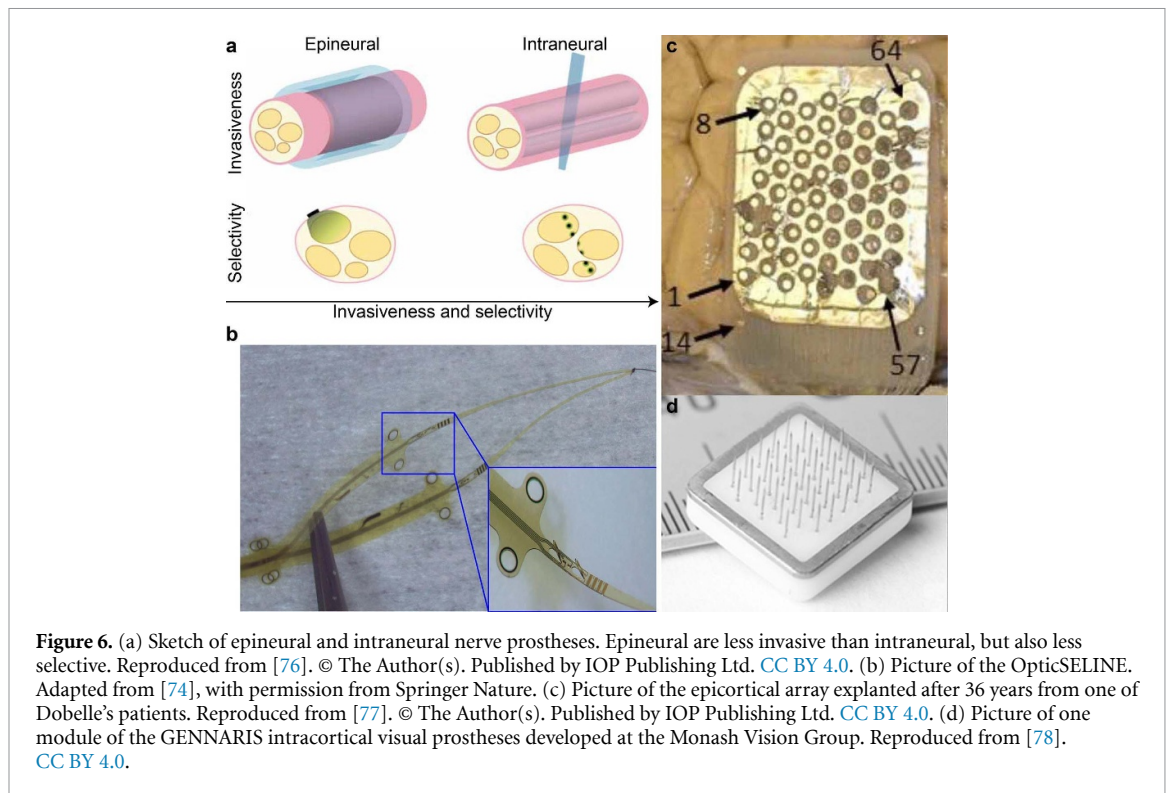 a
Epineural
Intraneural
Invasiveness
Selectivity
Invasiveness and selectivity
b
c
64
8
1
14
57
d
Figure 6. (a) Sketch of epineural and intraneural nerve prostheses. Epineural are less invasive than intraneural, but also less
selective. Reproduced from [76]. © The Author(s). Published by IOP Publishing Ltd. CC BY 4.0. (b) Picture of the OpticSELINE.
Adapted from [74], with permission from Springer Nature. (c) Picture of the epicortical array explanted after 36 years from one of
Dobelle's patients. Reproduced from [77]. © The Author(s). Published by IOP Publishing Ltd. CC BY 4.0. (d) Picture of one
module of the GENNARIS intracortical visual prostheses developed at the Monash Vision Group. Reproduced from [78].
CC BY 4.0.